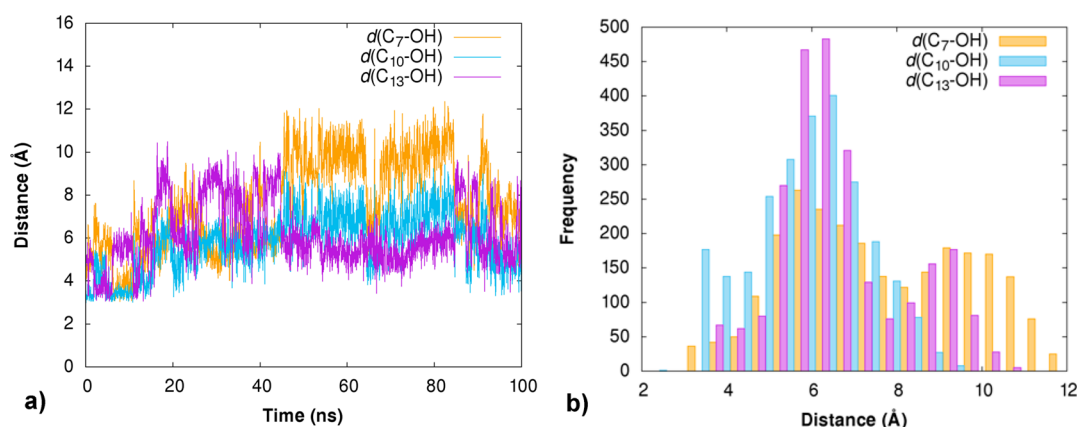 16
14
12
10
8
6
4
2
0
Distance (Å)
d(C7-OH)
d(C10-OH)
d(C13-OH)
0 20 40 60 80 100
Time (ns)
a)
500
450
400
350
300
250
200
150
100
50
0
Frequency
d(C7-OH)
d(C10-OH)
d(C13-OH)
2 4 6 8 10 12
Distance (Å)
b)